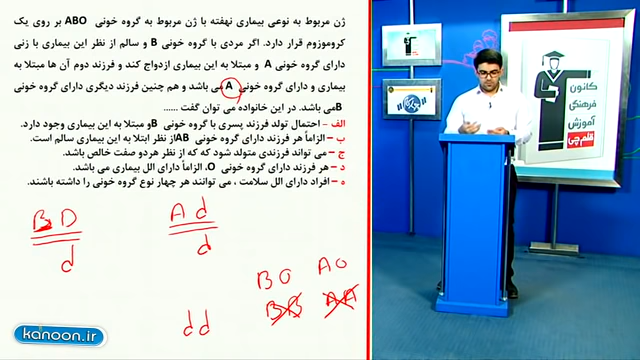 ژن مربوط به نوعی بیماری نهفته با ژن مربوط به گروه خونی ABO بر روی یک
کروموزوم قرار دارد. اگر مردی با گروه خونی B و سالم از نظر این بیماری با زنی
دارای گروه خونی A و مبتلا به این بیماری ازدواج کند و فرزند دوم آن ها مبتلا به
بیماری و دارای گروه خونی A می باشد و هم چنین فرزند دیگری دارای گروه خونی
B می باشد. در این خانواده می توان گفت ......
الف – احتمال تولد فرزند پسری با گروه خونی B و مبتلا به این بیماری وجود دارد.
ب – الزاماً هر فرزند دارای گروه خونی AB از نظر ابتلا به این بیماری سالم است.
ج – می تواند فرزندی متولد شود که که از نظر هردو صفت خالص باشد.
د – هر فرزند دارای گروه خونی O، الزاماً دارای الل بیماری می باشد.
ه – افراد دارای الل سلامت ، می توانند هر چهار نوع گروه خونی را داشته باشند.
B D
d
A d
d
BO AO
BB AA
dd
kanoon.ir
کانون
فرهنگی
آموزش
قلم‌چی